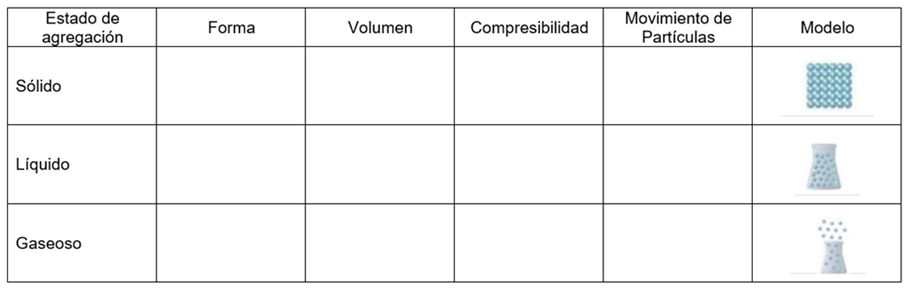 Estado de
agregación
Forma
Volumen
Compresibilidad
Movimiento de
Partículas
Modelo
Sólido
Líquido
Gaseoso